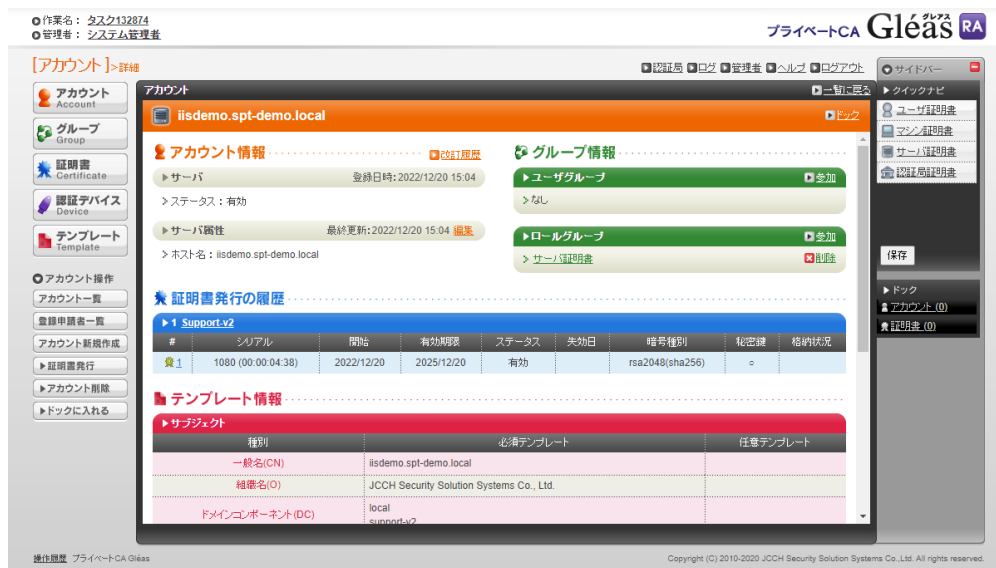 作業名： タスク132874
管理者： システム管理者
プライベートCA Gléas グレアス RA
[アカウント]>詳細
認証局 ログ 管理者 ヘルプ ログアウト
アカウント
Account
グループ
Group
証明書
Certificate
認証デバイス
Device
テンプレート
Template
アカウント操作
アカウント一覧
登録申請者一覧
アカウント新規作成
▶証明書発行
▶アカウント削除
▶ドックに入れる
アカウント
一覧に戻る
iisdemo.spt-demo.local
ドック
アカウント情報
改訂履歴
▶サーバ 登録日時：2022/12/20 15:04
>ステータス：有効
▶サーバ属性 最終更新：2022/12/20 15:04 編集
>ホスト名：iisdemo.spt-demo.local
グループ情報
▶ユーザグループ 参加
>なし
▶ロールグループ 参加
>サーバ証明書 削除
証明書発行の履歴
▶1 Support-v2
# シリアル 開始 有効期限 ステータス 失効日 暗号種別 秘密鍵 格納状況
1 1080 (00:00:04:38) 2022/12/20 2025/12/20 有効 rsa2048(sha256) ○
テンプレート情報
▶サブジェクト
種別 必須テンプレート 任意テンプレート
一般名(CN) iisdemo.spt-demo.local
組織名(O) JCCH Security Solution Systems Co., Ltd.
ドメインコンポーネント(DC) local
support-v2
サイドバー
▶クイックナビ
ユーザ証明書
マシン証明書
サーバ証明書
認証局証明書
保存
▶ドック
アカウント (0)
証明書 (0)
操作履歴 プライベートCA Gléas
Copyright (C) 2010-2020 JCCH Security Solution Systems Co.,Ltd. All rights reserved.